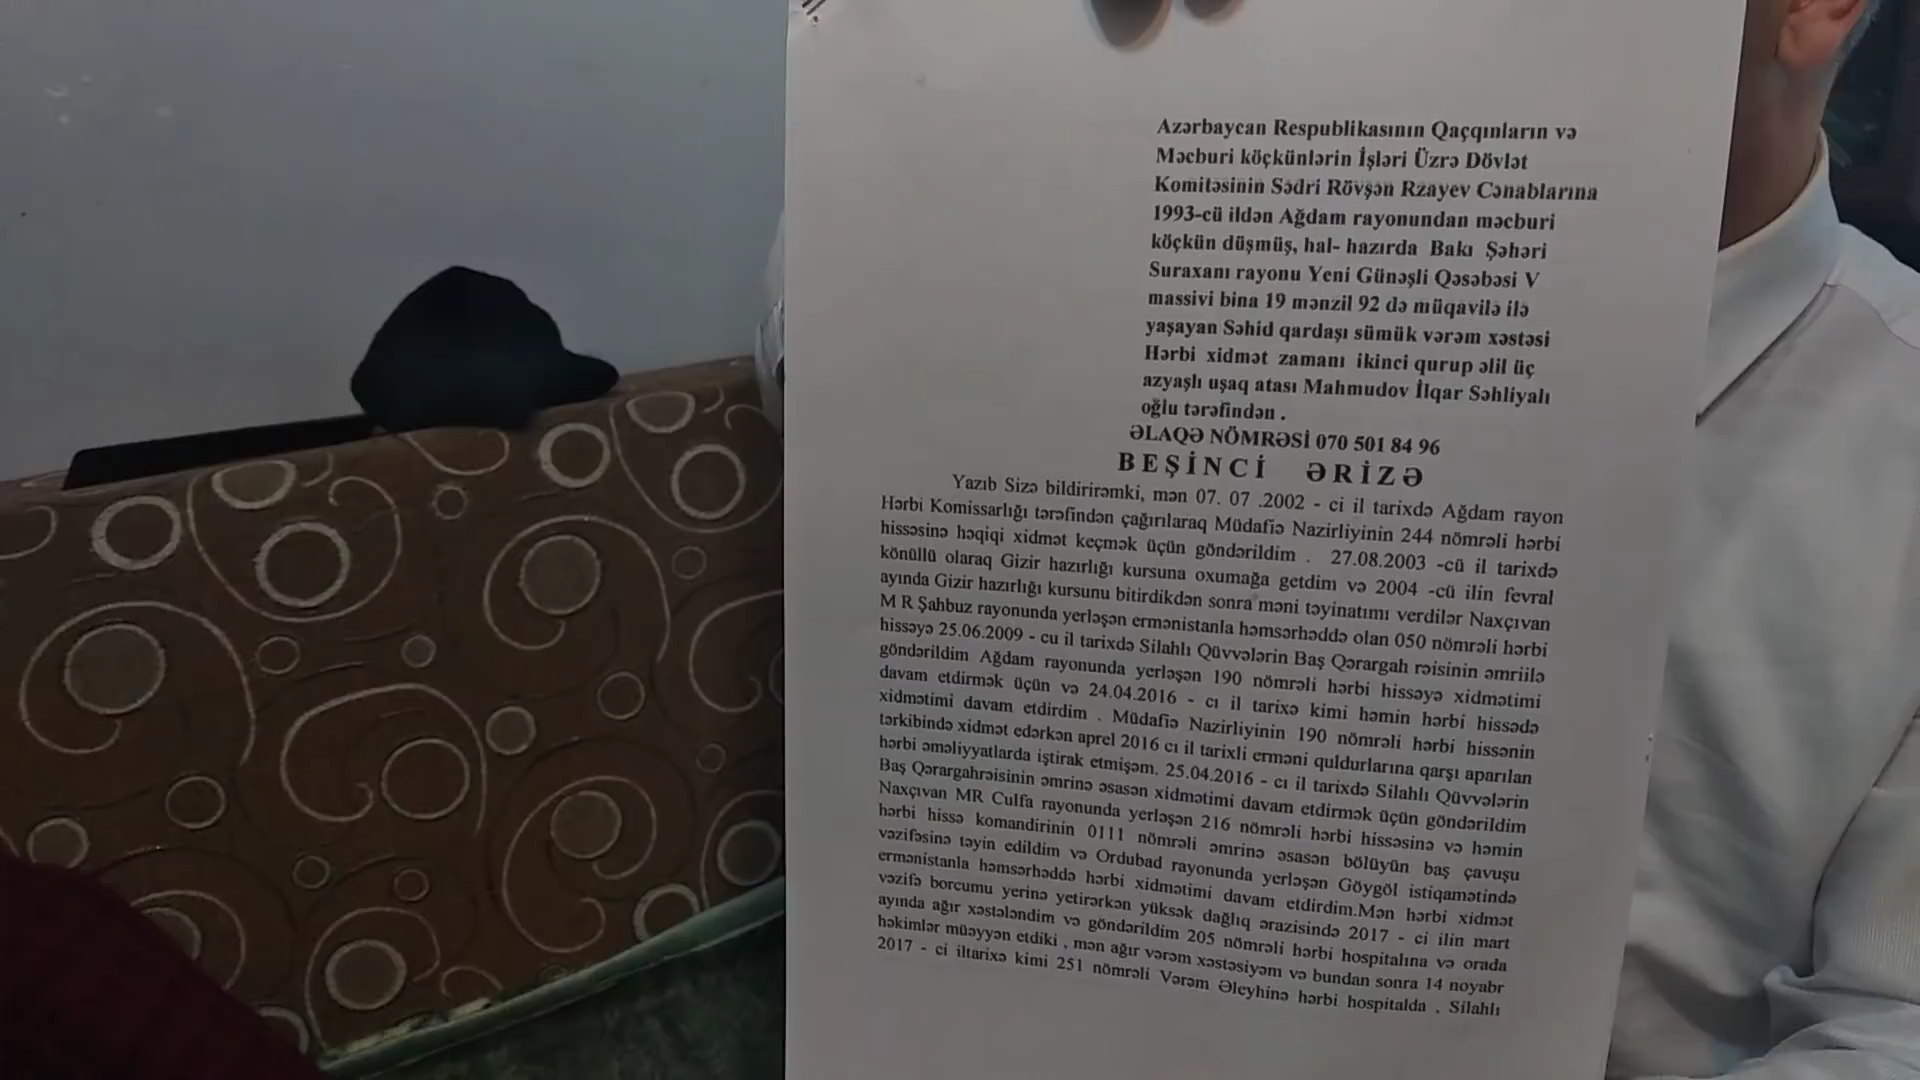 Azərbaycan Respublikasının Qaçqınların və
Məcburi köçkünlərin İşləri Üzrə Dövlət
Komitəsinin Sədri Rövşən Rzayev Cənablarına
1993-cü ildən Ağdam rayonundan məcburi
köçkün düşmüş, hal- hazırda Bakı Şəhəri
Suraxanı rayonu Yeni Günəşli Qəsəbəsi V
massivi bina 19 mənzil 92 də müqavilə ilə
yaşayan Səhid qardaşı sümük vərəm xəstəsi
Hərbi xidmət zamanı ikinci qurup əlil üç
azyaşlı uşaq atası Mahmudov İlqar Səhliyalı
oğlu tərəfindən .
ƏLAQƏ NÖMRƏSİ 070 501 84 96
BEŞİNCİ ƏRİZƏ
Yazıb Sizə bildirirəmki, mən 07. 07 .2002 - ci il tarixdə Ağdam rayon
Hərbi Komissarlığı tərəfindən çağırılaraq Müdafiə Nazirliyinin 244 nömrəli hərbi
hissəsinə həqiqi xidmət keçmək üçün göndərildim . 27.08.2003 -cü il tarixdə
könüllü olaraq Gizir hazırlığı kursuna oxumağa getdim və 2004 -cü ilin fevral
ayında Gizir hazırlığı kursunu bitirdikdən sonra məni təyinatımı verdilər Naxçıvan
M R Şahbuz rayonunda yerləşən ermənistanla həmsərhəddə olan 050 nömrəli hərbi
hissəyə 25.06.2009 - cu il tarixdə Silahlı Qüvvələrin Baş Qərargah rəisinin əmriilə
göndərildim Ağdam rayonunda yerləşən 190 nömrəli hərbi hissəyə xidmətimi
davam etdirmək üçün və 24.04.2016 - cı il tarixə kimi həmin hərbi hissədə
xidmətimi davam etdirdim . Müdafiə Nazirliyinin 190 nömrəli hərbi hissənin
tərkibində xidmət edərkən aprel 2016 cı il tarixli erməni quldurlarına qarşı aparılan
hərbi əməliyyatlarda iştirak etmişəm. 25.04.2016 - cı il tarixdə Silahlı Qüvvələrin
Baş Qərargahrəisinin əmrinə əsasən xidmətimi davam etdirmək üçün göndərildim
Naxçıvan MR Culfa rayonunda yerləşən 216 nömrəli hərbi hissəsinə və həmin
hərbi hissə komandirinin 0111 nömrəli əmrinə əsasən bölüyün baş çavuşu
vəzifəsinə təyin edildim və Ordubad rayonunda yerləşən Göygöl istiqamətində
ermənistanla həmsərhəddə hərbi xidmətimi davam etdirdim.Mən hərbi xidmət
vəzifə borcumu yerinə yetirərkən yüksək dağlıq ərazisində 2017 - ci ilin mart
ayında ağır xəstələndim və göndərildim 205 nömrəli hərbi hospitalına və orada
həkimlər müəyyən etdiki , mən ağır vərəm xəstəsiyəm və bundan sonra 14 noyabr
2017 - ci iltarixə kimi 251 nömrəli Vərəm Əleyhinə hərbi hospitalda , Silahlı